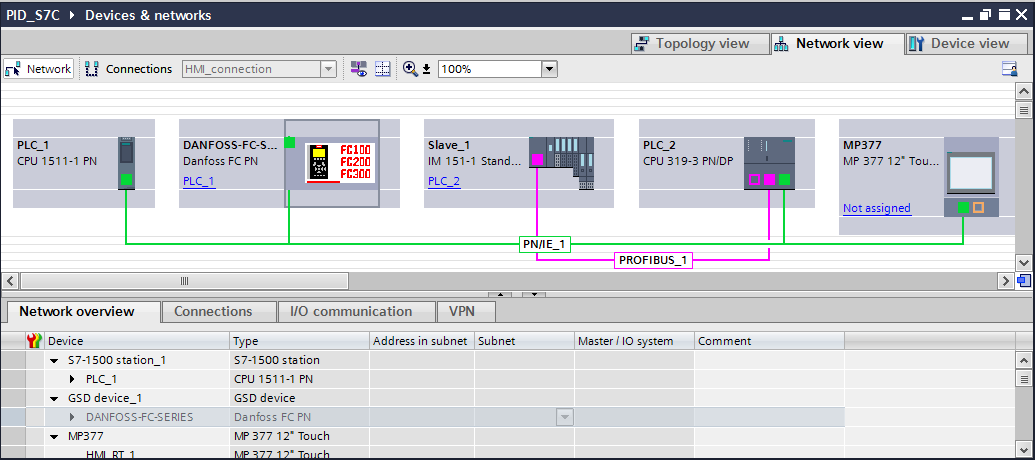 PID_S7C ▸ Devices & networks
Topology view
Network view
Device view
Network
Connections
HMI_connection
100%
PLC_1
CPU 1511-1 PN
DANFOSS-FC-S...
Danfoss FC PN
PLC_1
FC100
FC200
FC300
Slave_1
IM 151-1 Stand...
PLC_2
PLC_2
CPU 319-3 PN/DP
MP377
MP 377 12" Tou...
Not assigned
PN/IE_1
PROFIBUS_1
Network overview
Connections
I/O communication
VPN
Device Type Address in subnet Subnet Master / IO system Comment
S7-1500 station_1 S7-1500 station
PLC_1 CPU 1511-1 PN
GSD device_1 GSD device
DANFOSS-FC-SERIES Danfoss FC PN
MP377 MP 377 12" Touch
HMI_RT_1 MP 377 12" Touch